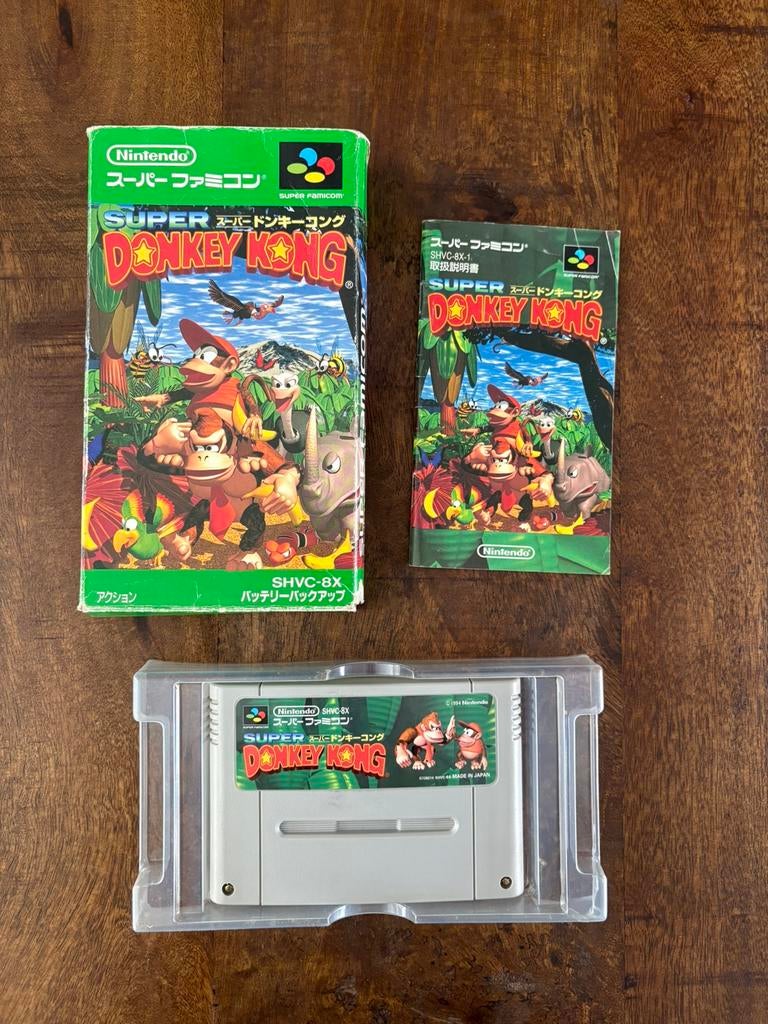 Nintendo®
スーパーファミコン®
SUPER FAMICOM™
SUPER スーパードンキーコング
DONKEY KONG®
SHVC-8X
アクション
バッテリーバックアップ
スーパーファミコン®
SHVC-8X-1
取扱説明書
SUPER FAMICOM™
SUPER スーパードンキーコング
DONKEY KONG®
Nintendo
Nintendo SHVC-8X
スーパーファミコン®
SUPER FAMICOM
©1994 Nintendo
SUPER スーパードンキーコング
DONKEY KONG®
MADE IN JAPAN